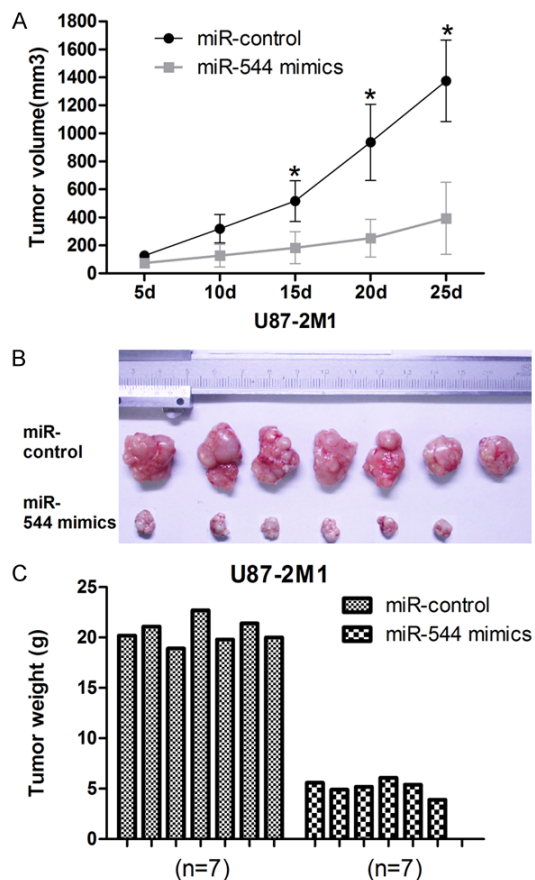 A
1800
1600
1400
1200
1000
800
600
400
200
0
Tumor volume(mm3)
miR-control
miR-544 mimics
*
*
*
5d 10d 15d 20d 25d
U87-2M1
B
miR-
control
miR-
544 mimics
C
U87-2M1
25
20
15
10
5
0
Tumor weight (g)
miR-control
miR-544 mimics
(n=7) (n=7)